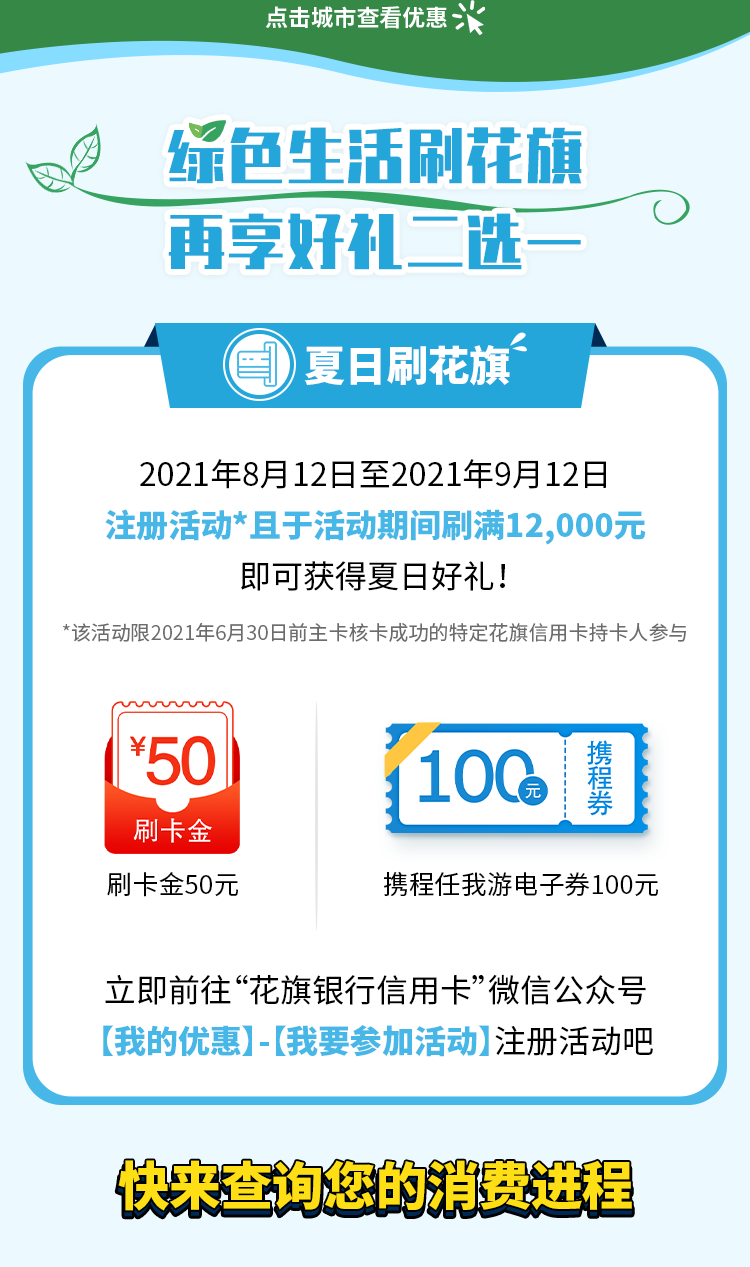 点击城市查看优惠
绿色生活刷花旗
再享好礼二选一
夏日刷花旗
2021年8月12日至2021年9月12日
注册活动*且于活动期间刷满12,000元
即可获得夏日好礼！
*该活动限2021年6月30日前主卡核卡成功的特定花旗信用卡持卡人参与
¥50
刷卡金
100元
携程券
刷卡金50元
携程任我游电子券100元
立即前往“花旗银行信用卡”微信公众号
【我的优惠】-【我要参加活动】注册活动吧
快来查询您的消费进程